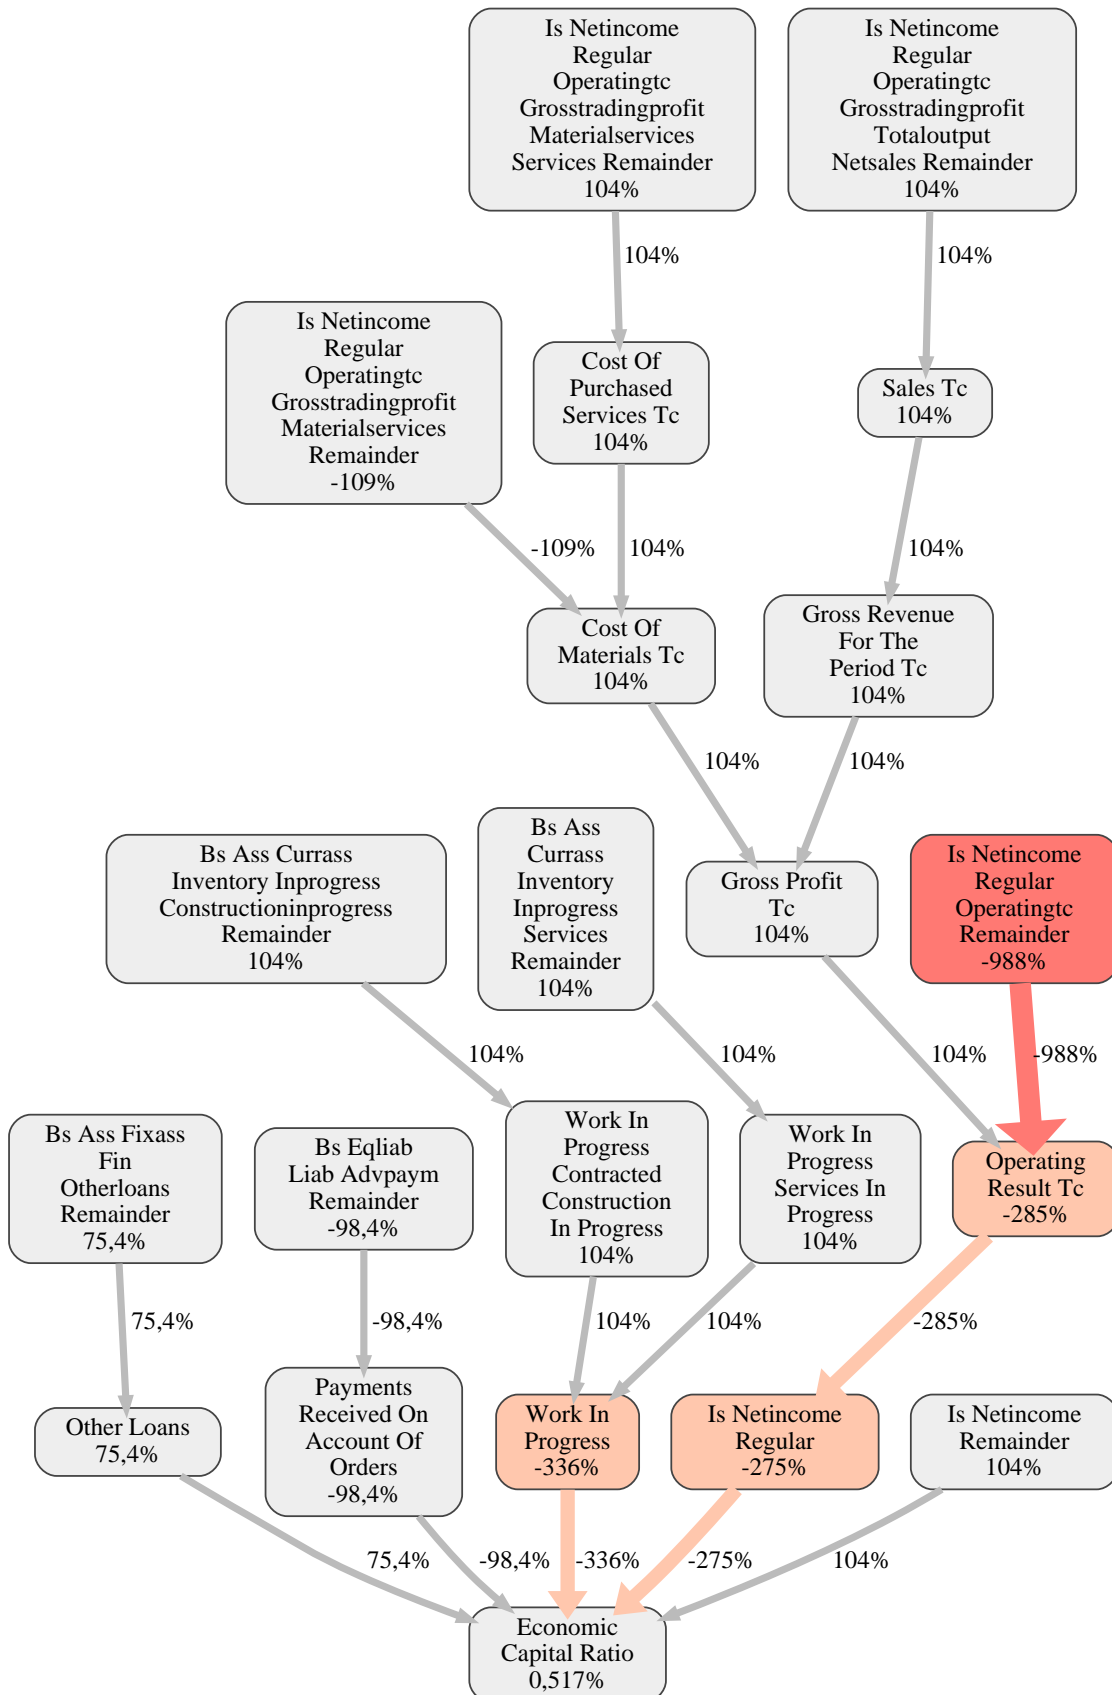 Is Netincome
Regular
Operatingtc
Grosstradingprofit
Materialservices
Services Remainder
104%
Is Netincome
Regular
Operatingtc
Grosstradingprofit
Totaloutput
Netsales Remainder
104%
104%
104%
Is Netincome
Regular
Operatingtc
Grosstradingprofit
Materialservices
Remainder
-109%
Cost Of
Purchased
Services Tc
104%
Sales Tc
104%
-109%
104%
104%
Cost Of
Materials Tc
104%
Gross Revenue
For The
Period Tc
104%
104%
104%
Bs Ass Currass
Inventory Inprogress
Constructioninprogress
Remainder
104%
Bs Ass
Currass
Inventory
Inprogress
Services
Remainder
104%
Gross Profit
Tc
104%
Is Netincome
Regular
Operatingtc
Remainder
-988%
104%
104%
104%
-988%
Bs Ass Fixass
Fin
Otherloans
Remainder
75,4%
Bs Eqliab
Liab Advpaym
Remainder
-98,4%
Work In
Progress
Contracted
Construction
In Progress
104%
Work In
Progress
Services In
Progress
104%
Operating
Result Tc
-285%
75,4%
-98,4%
104%
104%
-285%
Other Loans
75,4%
Payments
Received On
Account Of
Orders
-98,4%
Work In
Progress
-336%
Is Netincome
Regular
-275%
Is Netincome
Remainder
104%
75,4%
-98,4%
-336%
-275%
104%
Economic
Capital Ratio
0,517%